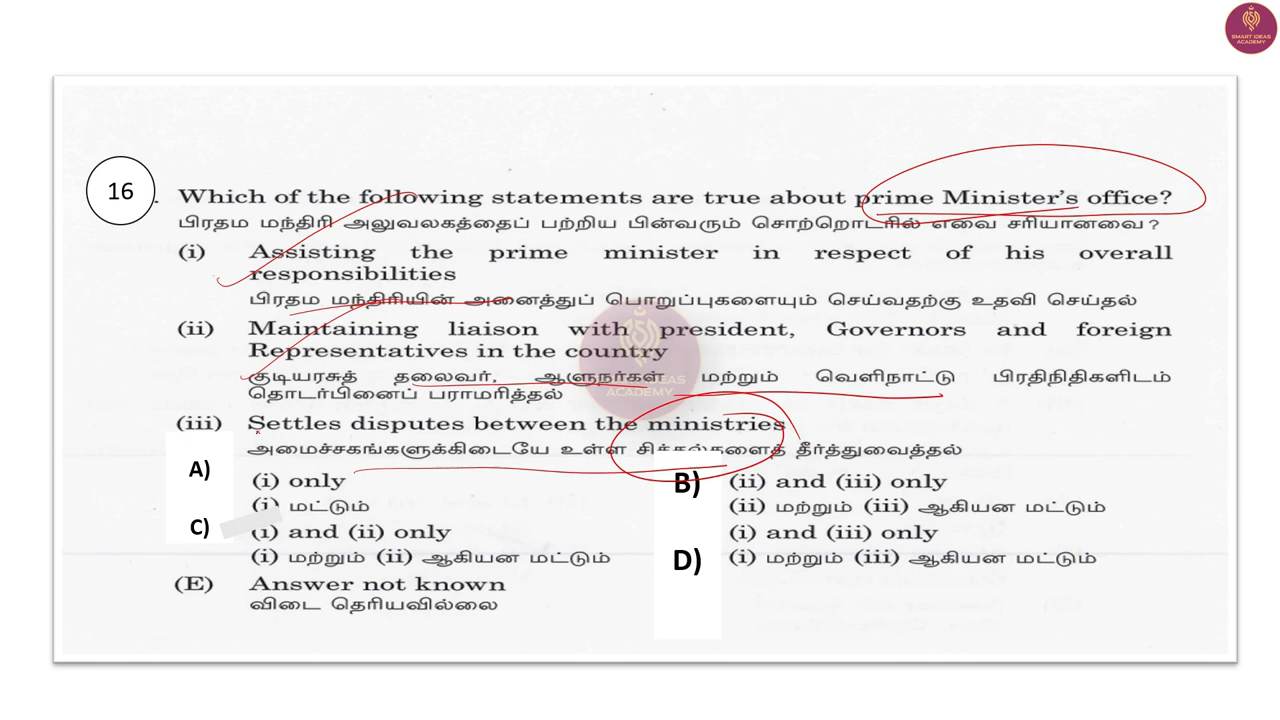 SMART IDEAS
ACADEMY
16
. Which of the following statements are true about prime Minister's office?
பிரதம மந்திரி அலுவலகத்தைப் பற்றிய பின்வரும் சொற்றொடரில் எவை சரியானவை?
(i) Assisting the prime minister in respect of his overall
responsibilities
பிரதம மந்திரியின் அனைத்துப் பொறுப்புகளையும் செய்வதற்கு உதவி செய்தல்
(ii) Maintaining liaison with president, Governors and foreign
Representatives in the country
குடியரசுத் தலைவர், ஆளுநர்கள் மற்றும் வெளிநாட்டு பிரதிநிதிகளிடம்
தொடர்பினைப் பராமரித்தல்
(iii) Settles disputes between the ministries
அமைச்சகங்களுக்கிடையே உள்ள சிக்கல்களைத் தீர்த்துவைத்தல்
A) (i) only B) (ii) and (iii) only
(i) மட்டும் (ii) மற்றும் (iii) ஆகியன மட்டும்
C) (i) and (ii) only D) (i) and (iii) only
(i) மற்றும் (ii) ஆகியன மட்டும் (i) மற்றும் (iii) ஆகியன மட்டும்
(E) Answer not known
விடை தெரியவில்லை